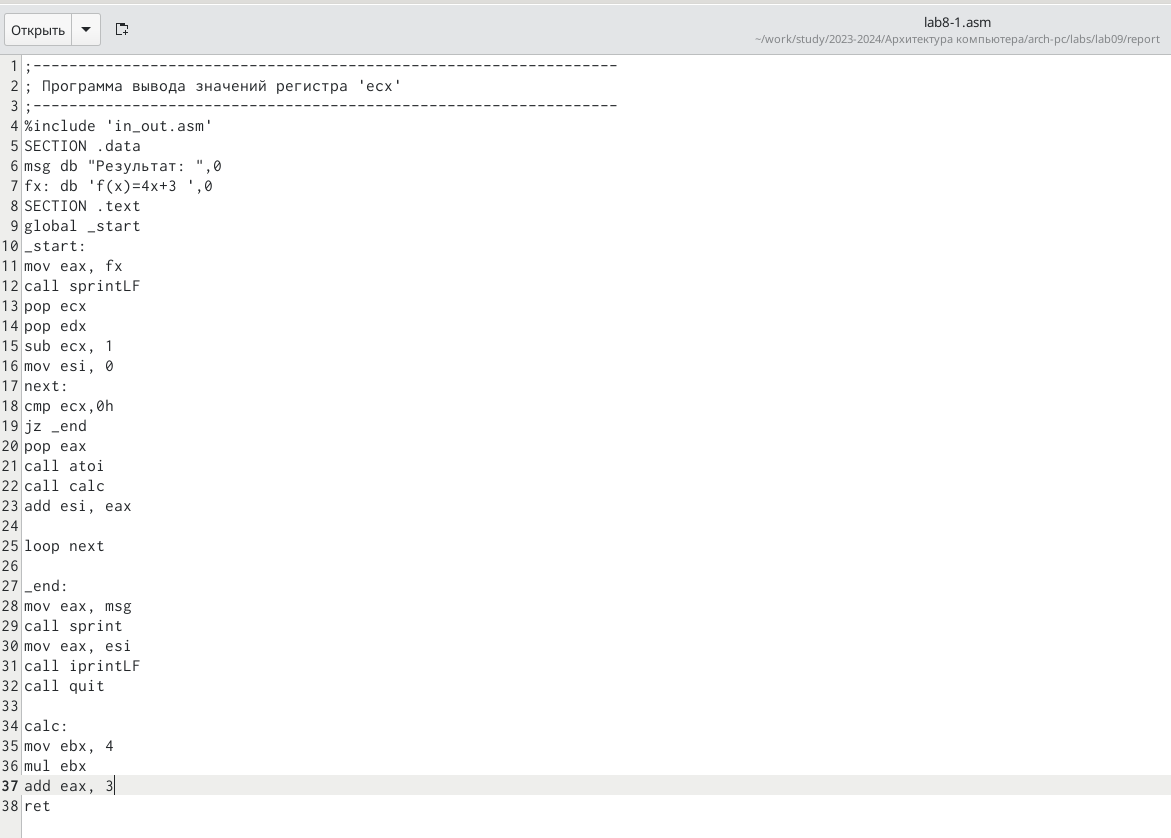 Открыть
lab8-1.asm
~/work/study/2023-2024/Архитектура компьютера/arch-pc/labs/lab09/report
1 ;-----------------------------------------------------------------
2 ; Программа вывода значений регистра 'ecx'
3 ;-----------------------------------------------------------------
4 %include 'in_out.asm'
5 SECTION .data
6 msg db "Результат: ",0
7 fx: db 'f(x)=4x+3 ',0
8 SECTION .text
9 global _start
10 _start:
11 mov eax, fx
12 call sprintLF
13 pop ecx
14 pop edx
15 sub ecx, 1
16 mov esi, 0
17 next:
18 cmp ecx,0h
19 jz _end
20 pop eax
21 call atoi
22 call calc
23 add esi, eax
24
25 loop next
26
27 _end:
28 mov eax, msg
29 call sprint
30 mov eax, esi
31 call iprintLF
32 call quit
33
34 calc:
35 mov ebx, 4
36 mul ebx
37 add eax, 3
38 ret